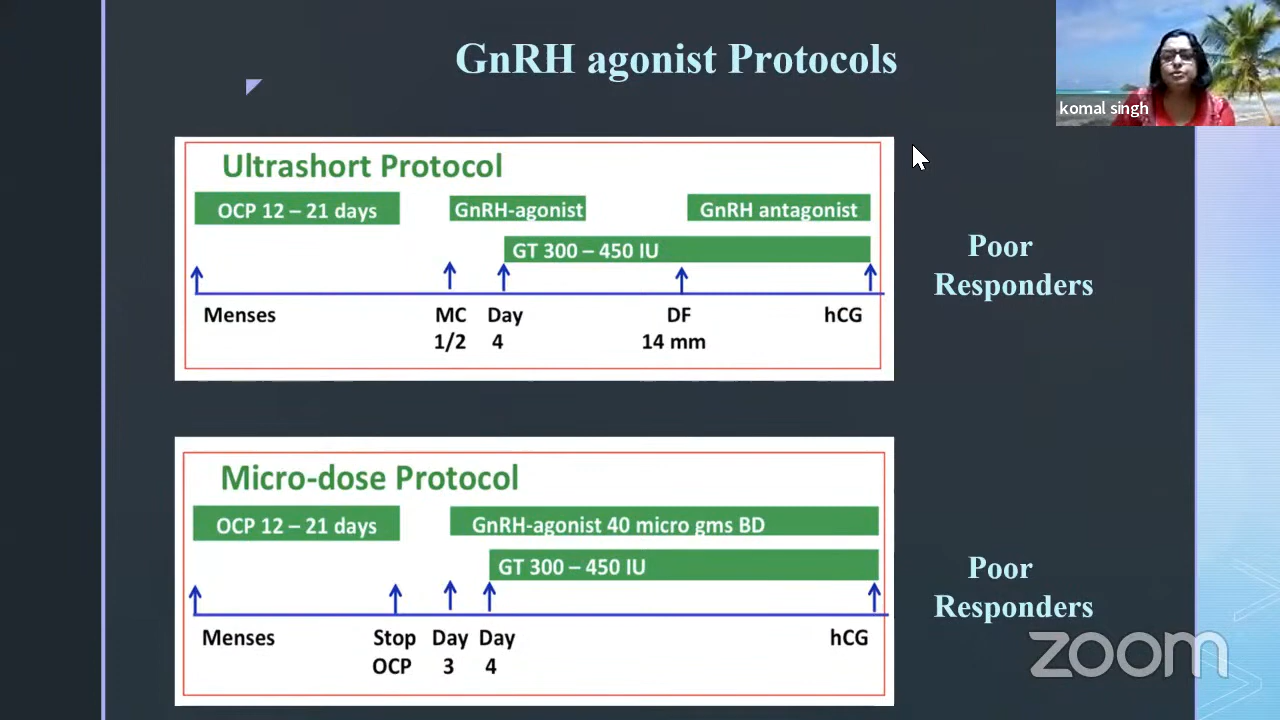 GnRH agonist Protocols
komal singh
Ultrashort Protocol
OCP 12 – 21 days
GnRH-agonist
GnRH antagonist
GT 300 – 450 IU
Menses
MC
1/2
Day
4
DF
14 mm
hCG
Poor
Responders
Micro-dose Protocol
OCP 12 – 21 days
GnRH-agonist 40 micro gms BD
GT 300 – 450 IU
Menses
Stop
OCP
Day
3
Day
4
hCG
Poor
Responders
zoom